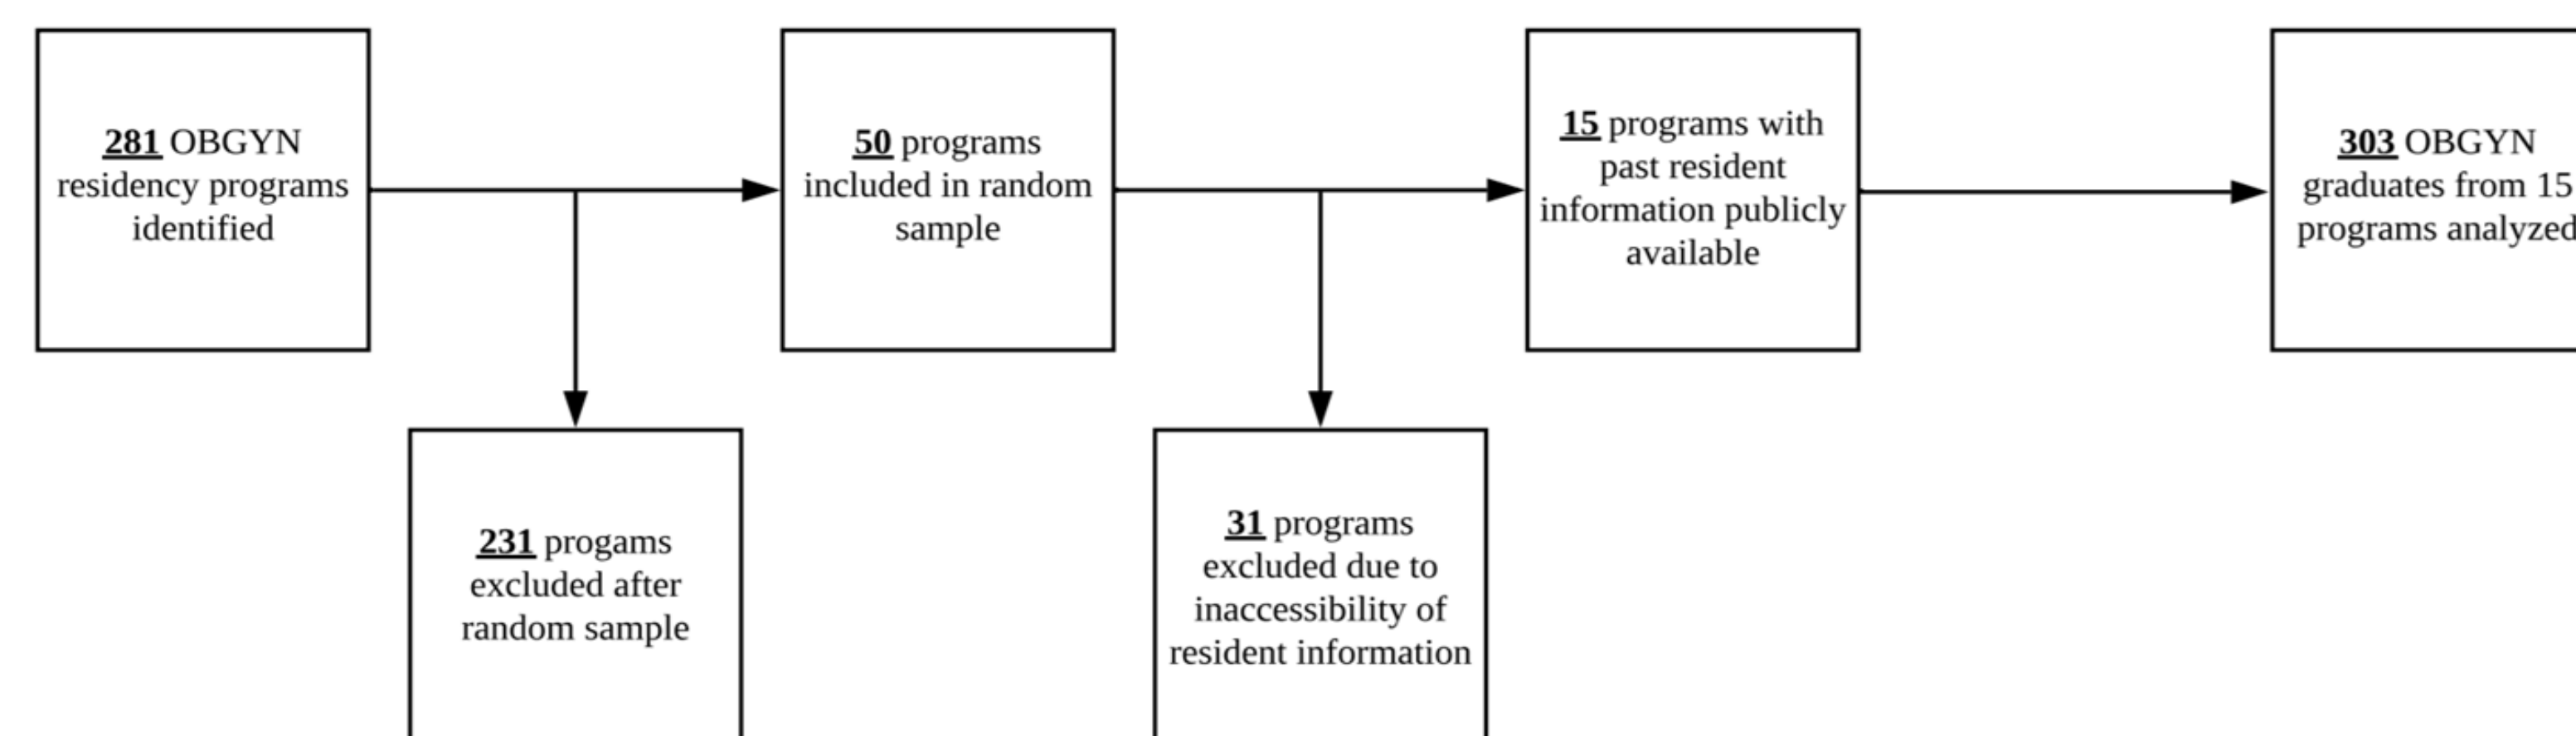 281 OBGYN
residency programs
identified
50 programs
included in random
sample
15 programs with
past resident
information publicly
available
303 OBGYN
graduates from 15
programs analyzed
231 progams
excluded after
random sample
31 programs
excluded due to
inaccessibility of
resident information